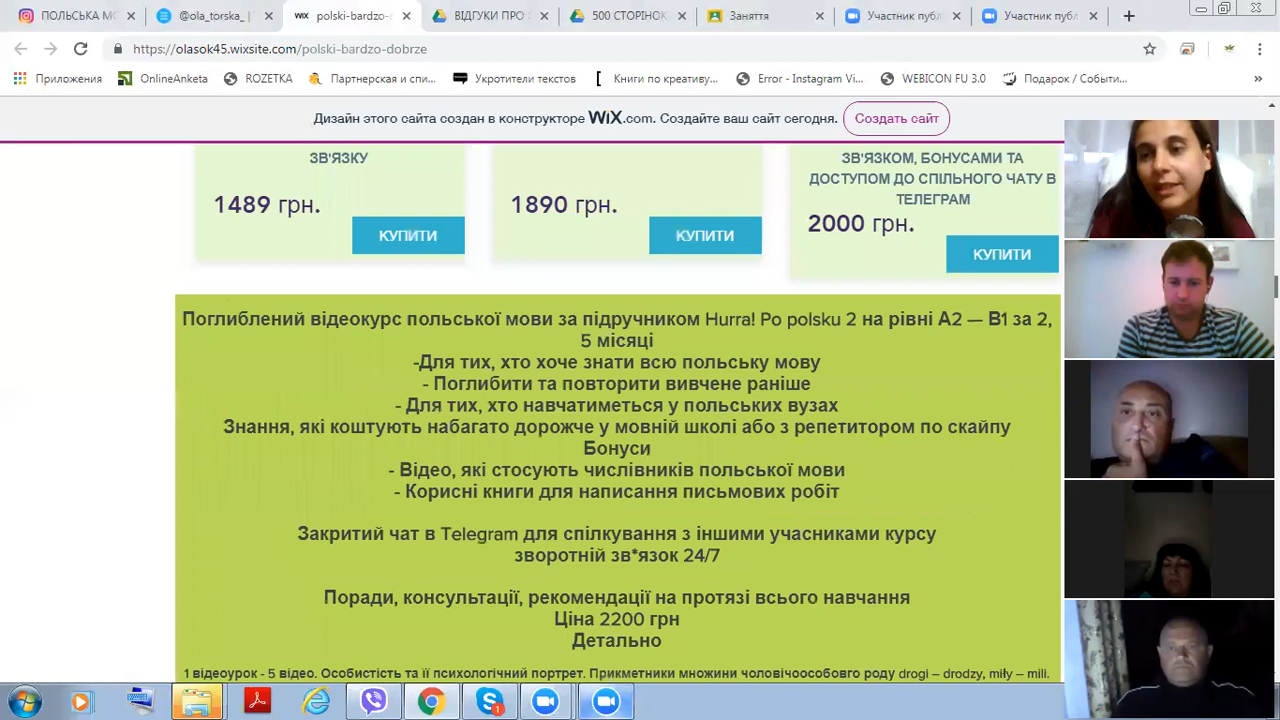 ПОЛЬСЬКА МО
@ola_torska_
polski-bardzo-d
ВІДГУКИ ПРО
500 СТОРІНОК
Заняття
Участник публ
Участник публ
https://olasok45.wixsite.com/polski-bardzo-dobrze
Приложения
OnlineAnketa
ROZETKA
Партнерская и спи...
Укротители текстов
Книги по креативу...
Error - Instagram Vi...
WEBICON FU 3.0
Подарок / Событи...
Дизайн этого сайта создан в конструкторе WiX.com. Создайте ваш сайт сегодня.
Создать сайт
ЗВ'ЯЗКУ
1489 грн.
КУПИТИ
1890 грн.
КУПИТИ
ЗВ'ЯЗКОМ, БОНУСАМИ ТА
ДОСТУПОМ ДО СПІЛЬНОГО ЧАТУ В
ТЕЛЕГРАМ
2000 грн.
КУПИТИ
Поглиблений відеокурс польської мови за підручником Hurra! Po polsku 2 на рівні А2 — В1 за 2,
5 місяці
-Для тих, хто хоче знати всю польську мову
- Поглибити та повторити вивчене раніше
- Для тих, хто навчатиметься у польських вузах
Знання, які коштують набагато дорожче у мовній школі або з репетитором по скайпу
Бонуси
- Відео, які стосують числівників польської мови
- Корисні книги для написання письмових робіт
Закритий чат в Telegram для спілкування з іншими учасниками курсу
зворотній зв*язок 24/7
Поради, консультації, рекомендації на протязі всього навчання
Ціна 2200 грн
Детально
1 відеоурок - 5 відео. Особистість та її психологічний портрет. Прикметники множини чоловічоособового роду drogi – drodzy, miły – mili.